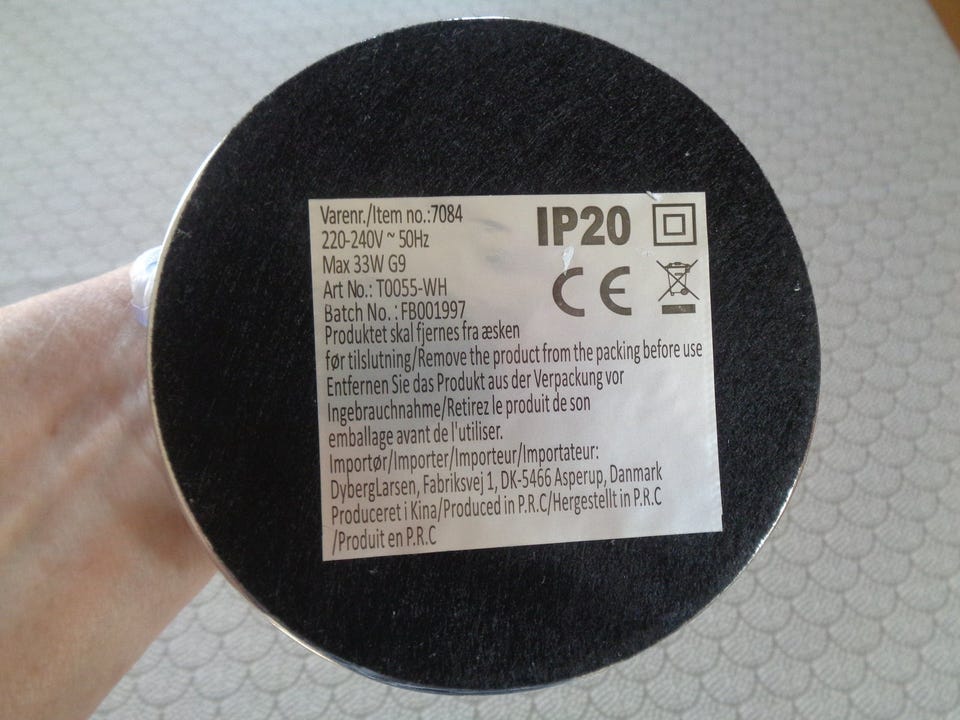 Varenr./Item no.:7084
220-240V ~ 50Hz
Max 33W G9
Art No.: T0055-WH
Batch No. : FB001997
IP20
CE
Produktet skal fjernes fra æsken
før tilslutning/Remove the product from the packing before use
Entfernen Sie das Produkt aus der Verpackung vor
Ingebrauchnahme/Retirez le produit de son
emballage avant de l'utiliser.
Importør/Importer/Importeur/Importateur:
DybergLarsen, Fabriksvej 1, DK-5466 Asperup, Danmark
Produceret i Kina/Produced in P.R.C/Hergestellt in P.R.C
/Produit en P.R.C